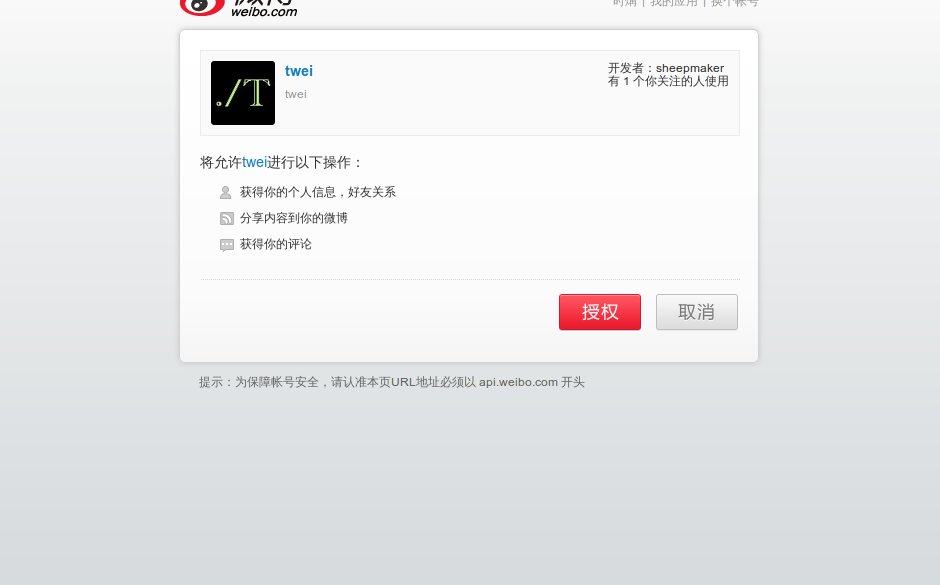 weibo.com
我的应用 | 换个帐号
./T
twei
twei
开发者：sheepmaker
有 1 个你关注的人使用
将允许twei进行以下操作：
获得你的个人信息，好友关系
分享内容到你的微博
获得你的评论
授权
取消
提示：为保障帐号安全，请认准本页URL地址必须以 api.weibo.com 开头